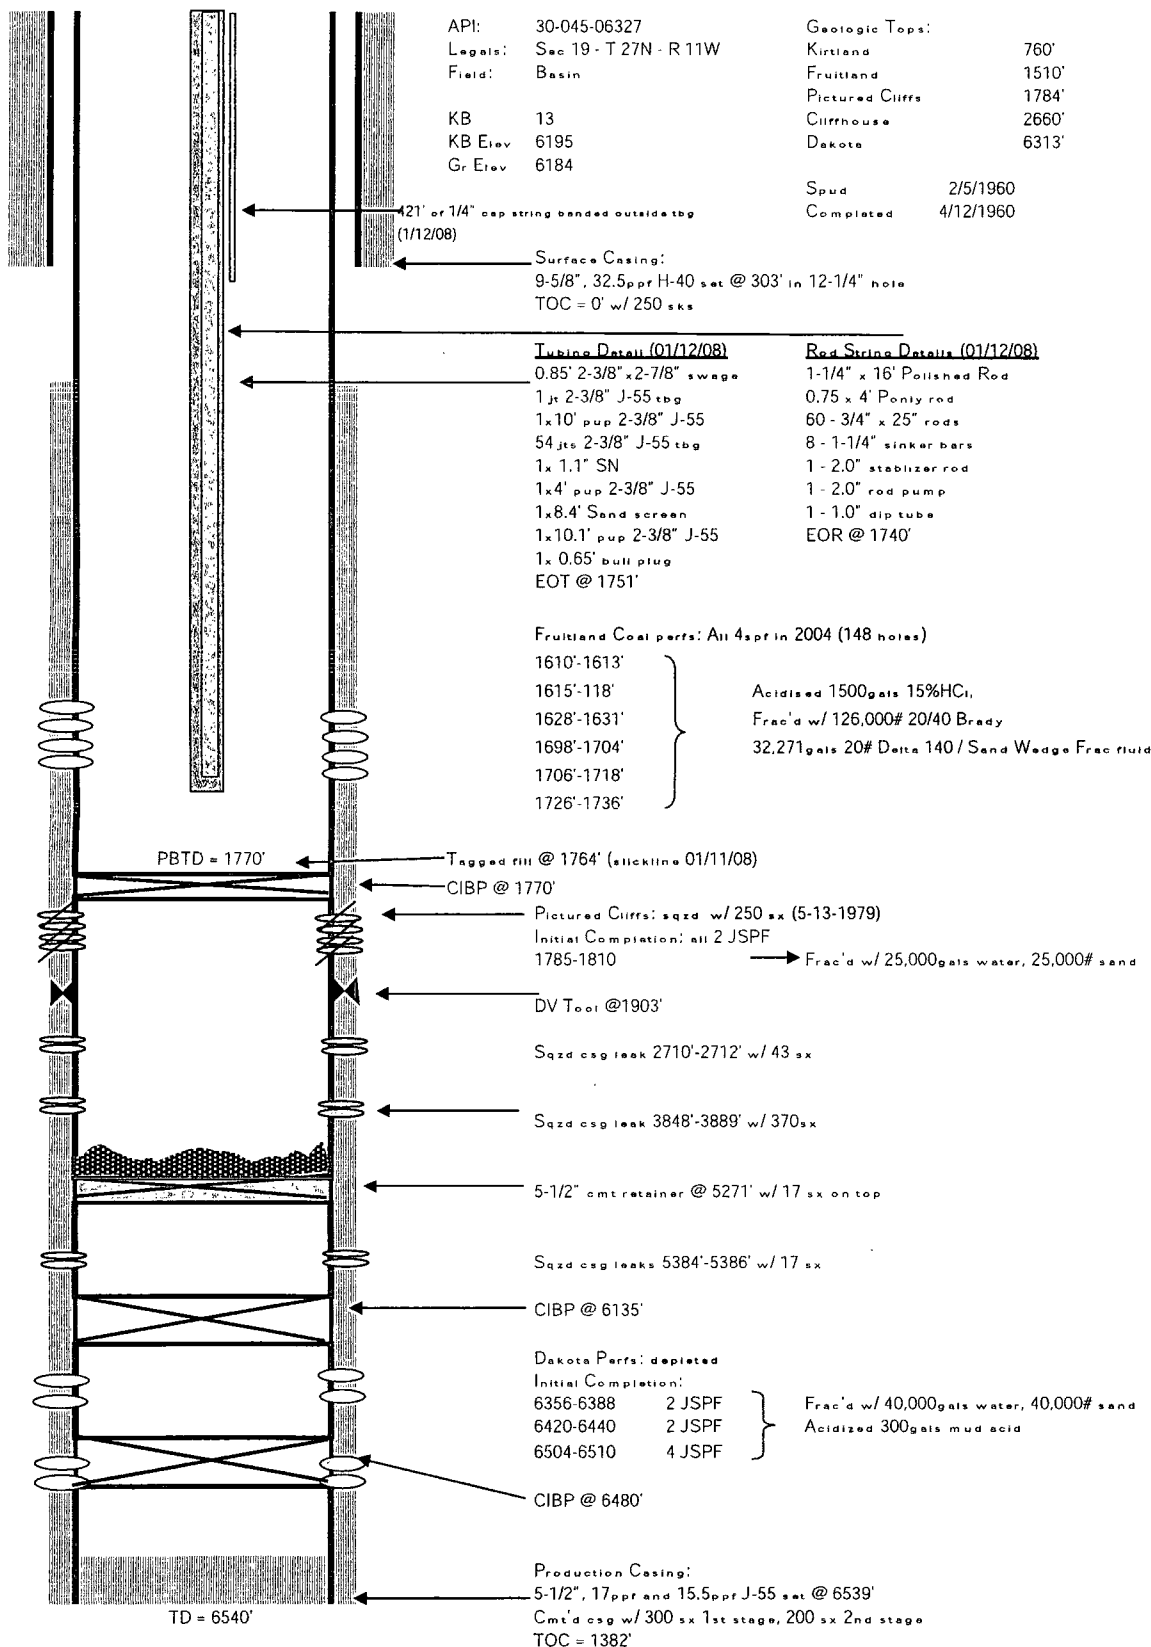 API: 30-045-06327
Legals: Sec 19 - T 27N - R 11W
Field: Basin
KB 13
KB Elev 6195
Gr Elev 6184
Geologic Tops:
Kirtland 760'
Fruitland 1510'
Pictured Cliffs 1784'
Cliffhouse 2660'
Dakota 6313'
Spud 2/5/1960
Completed 4/12/1960
421' of 1/4" cap string banded outside tbg
(1/12/08)
Surface Casing:
9-5/8", 32.5ppf H-40 set @ 303' in 12-1/4" hole
TOC = 0' w/ 250 sks
Tubing Detail (01/12/08)
0.85' 2-3/8"x2-7/8" swage
1 jt 2-3/8" J-55 tbg
1x10' pup 2-3/8" J-55
54 jts 2-3/8" J-55 tbg
1x 1.1" SN
1x4' pup 2-3/8" J-55
1x8.4' Sand screen
1x10.1' pup 2-3/8" J-55
1x 0.65' bull plug
EOT @ 1751'
Rod String Details (01/12/08)
1-1/4" x 16' Polished Rod
0.75 x 4' Ponly rod
60 - 3/4" x 25" rods
8 - 1-1/4" sinker bars
1 - 2.0" stablizer rod
1 - 2.0" rod pump
1 - 1.0" dip tube
EOR @ 1740'
Fruitland Coal perfs: All 4spf in 2004 (148 holes)
1610'-1613'
1615'-118'
1628'-1631'
1698'-1704'
1706'-1718'
1726'-1736'
Acidised 1500gals 15%HCl,
Frac'd w/ 126,000# 20/40 Brady
32,271gals 20# Delta 140 / Sand Wedge Frac fluid
PBTD = 1770'
Tagged fill @ 1764' (slickline 01/11/08)
CIBP @ 1770'
Pictured Cliffs: sqzd w/ 250 sx (5-13-1979)
Initial Completion: all 2 JSPF
1785-1810 Frac'd w/ 25,000gals water, 25,000# sand
DV Tool @1903'
Sqzd csg leak 2710'-2712' w/ 43 sx
Sqzd csg leak 3848'-3889' w/ 370sx
5-1/2" cmt retainer @ 5271' w/ 17 sx on top
Sqzd csg leaks 5384'-5386' w/ 17 sx
CIBP @ 6135'
Dakota Perfs: depleted
Initial Completion:
6356-6388 2 JSPF
6420-6440 2 JSPF
6504-6510 4 JSPF
Frac'd w/ 40,000gals water, 40,000# sand
Acidized 300gals mud acid
CIBP @ 6480'
Production Casing:
5-1/2", 17ppf and 15.5ppf J-55 set @ 6539'
Cmt'd csg w/ 300 sx 1st stage, 200 sx 2nd stage
TOC = 1382'
TD = 6540'